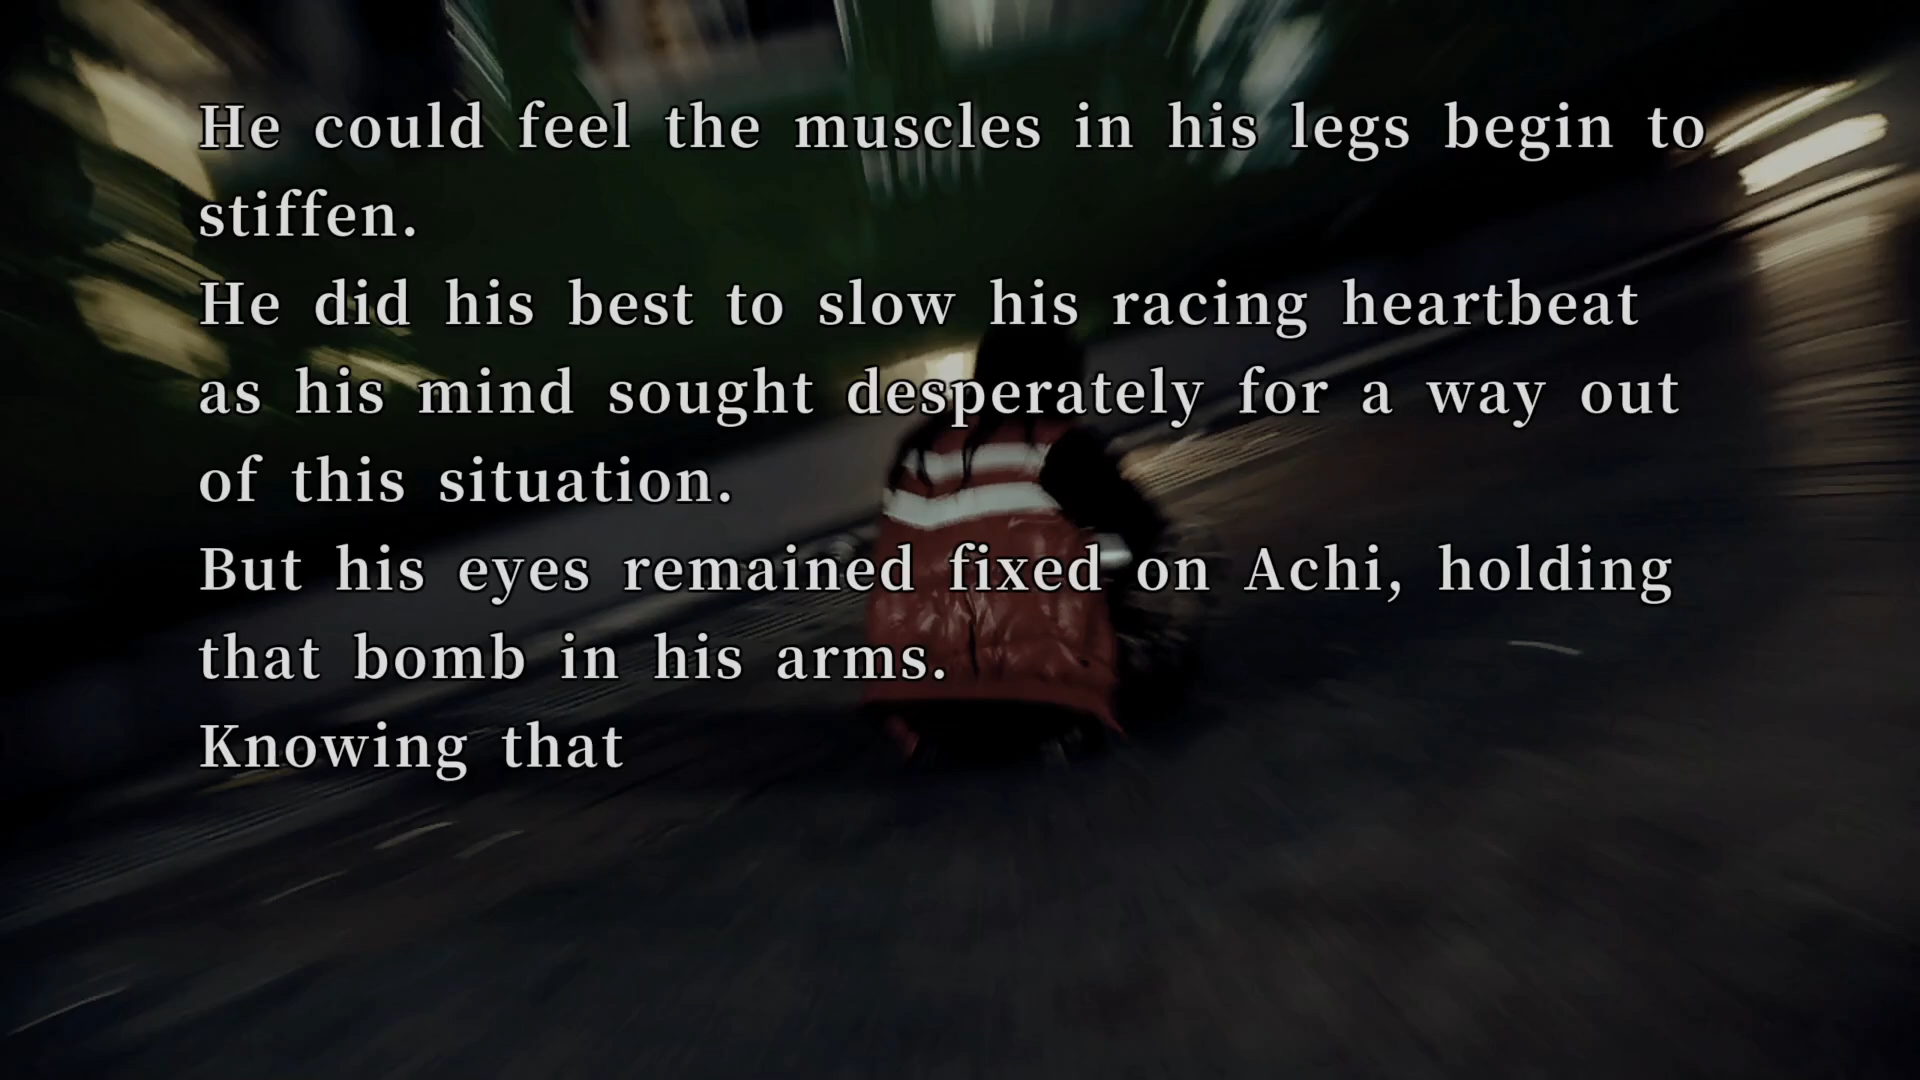 He could feel the muscles in his legs begin to
stiffen.
He did his best to slow his racing heartbeat
as his mind sought desperately for a way out
of this situation.
But his eyes remained fixed on Achi, holding
that bomb in his arms.
Knowing that